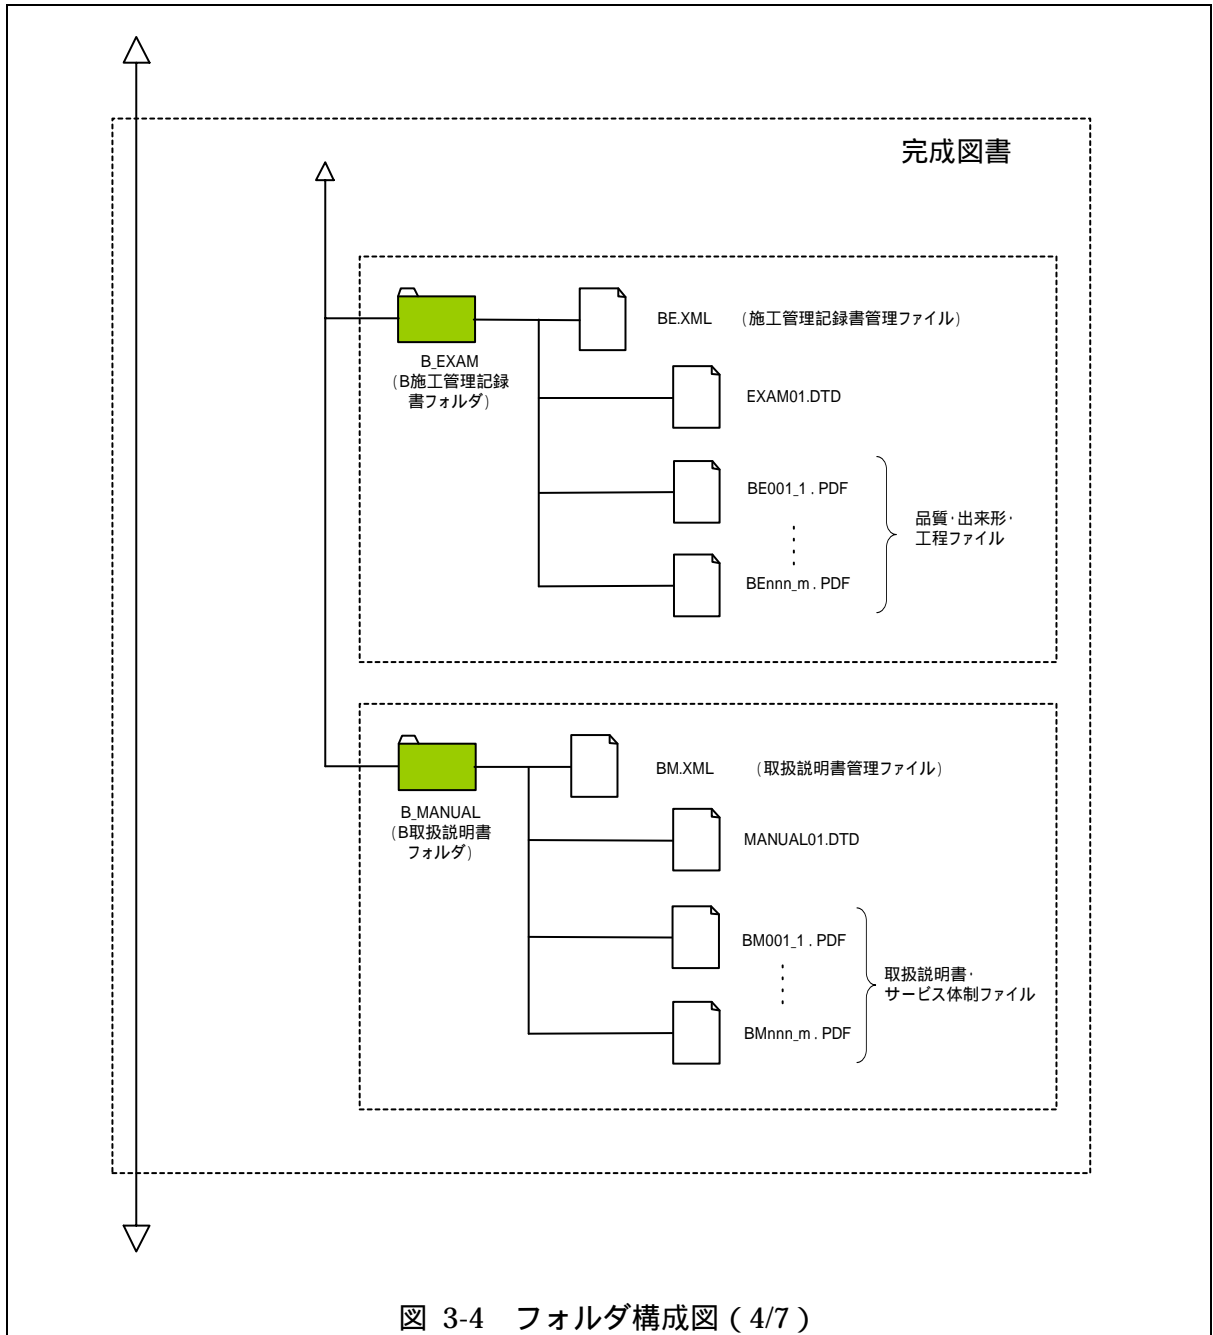 完成図書
BE.XML （施工管理記録書管理ファイル）
B_EXAM
（B施工管理記録
書フォルダ）
EXAM01.DTD
BE001_1 . PDF
品質・出来形・
工程ファイル
BEnnn_m . PDF
BM.XML （取扱説明書管理ファイル）
B_MANUAL
（B取扱説明書
フォルダ）
MANUAL01.DTD
BM001_1 . PDF
取扱説明書・
サービス体制ファイル
BMnnn_m . PDF
図 3-4 フォルダ構成図（4/7）